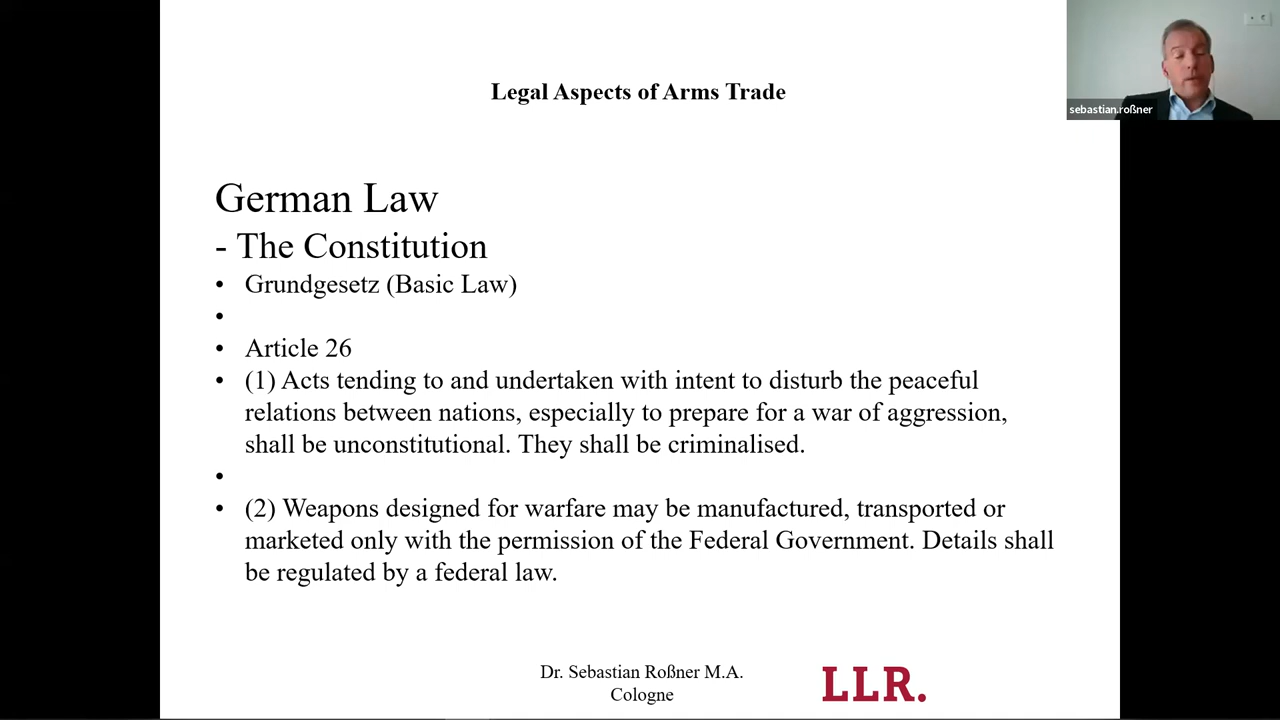 Legal Aspects of Arms Trade
sebastian.roßner
German Law
- The Constitution
• Grundgesetz (Basic Law)
•
• Article 26
• (1) Acts tending to and undertaken with intent to disturb the peaceful
relations between nations, especially to prepare for a war of aggression,
shall be unconstitutional. They shall be criminalised.
•
• (2) Weapons designed for warfare may be manufactured, transported or
marketed only with the permission of the Federal Government. Details shall
be regulated by a federal law.
Dr. Sebastian Roßner M.A.
Cologne
LLR.